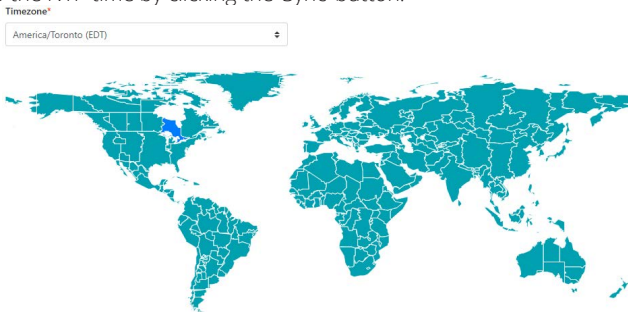 time by clicking the Sync button.
Timezone*
America/Toronto (EDT)